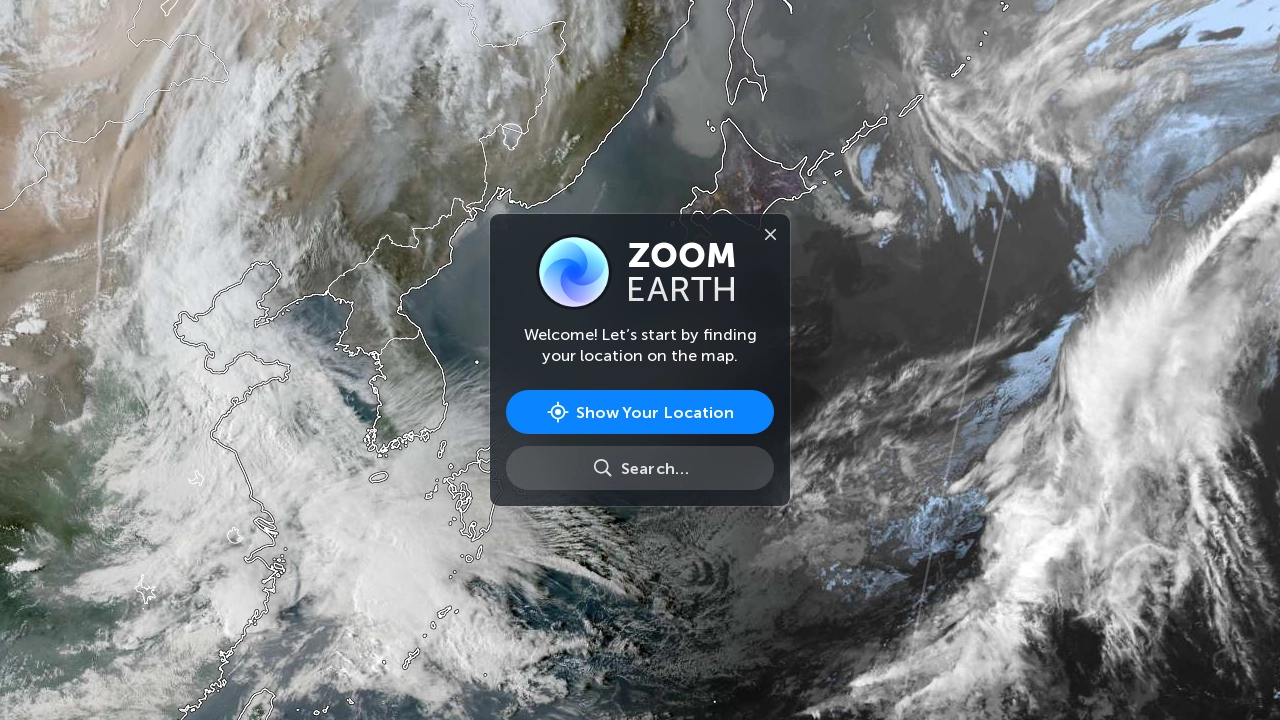 ZOOM
EARTH
Welcome! Let’s start by finding
your location on the map.
Show Your Location
Search...